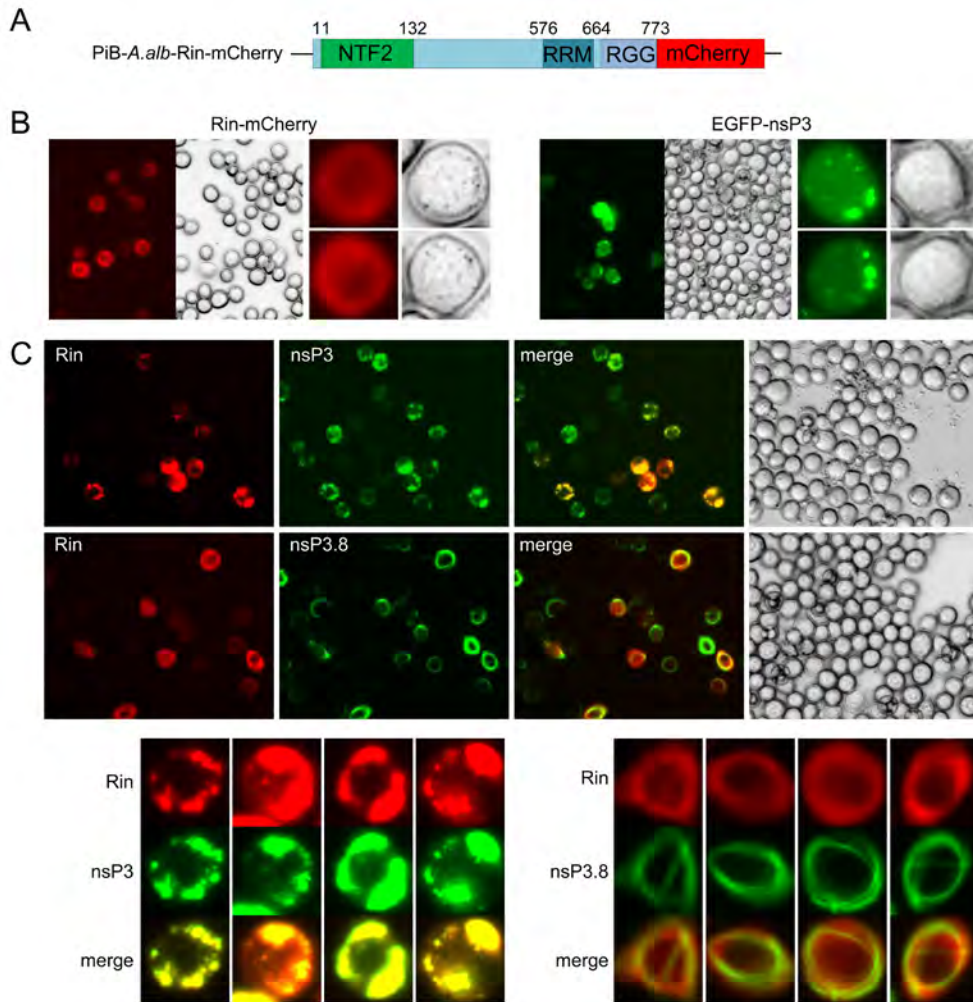 A
11 132 576 664 773
PiB-A.alb-Rin-mCherry NTF2 RRM RGG mCherry
B
Rin-mCherry EGFP-nsP3
C
Rin nsP3 merge
Rin nsP3.8 merge
Rin
nsP3
merge
Rin
nsP3.8
merge